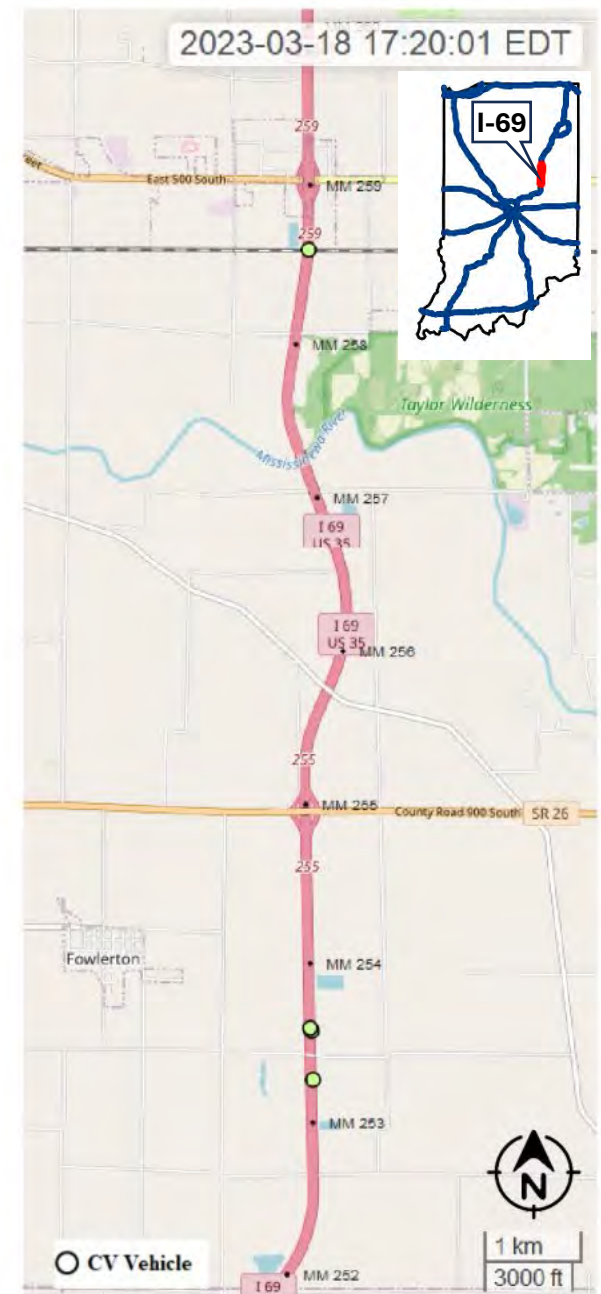 2023-03-18 17:20:01 EDT
I-69
259
East 500 South
MM 259
259
MM 258
Taylor Wilderness
Mississinewa River
MM 257
I 69
US 35
I 69
US 35
MM 256
255
MM 255
County Road 900 South
SR 26
255
Fowlerton
MM 254
MM 253
N
CV Vehicle
1 km
3000 ft
MM 252
I 69